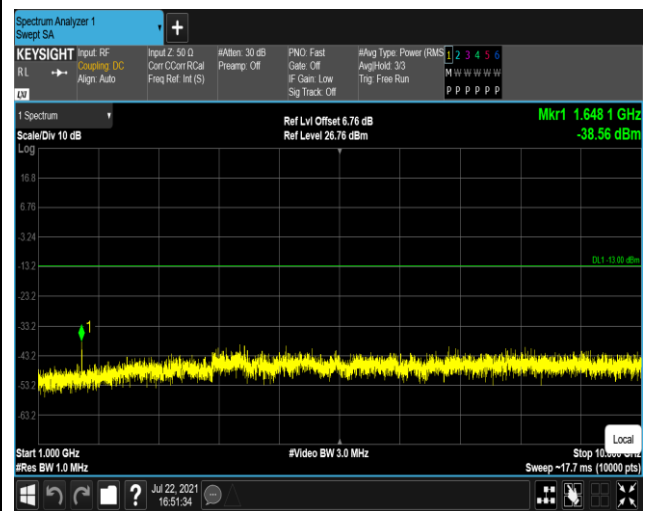 Spectrum Analyzer 1
Swept SA
+
KEYSIGHT
RL
LXI
Input: RF
Coupling: DC
Align: Auto
Input Z: 50 Ω
Corr CCorr RCal
Freq Ref: Int (S)
#Atten: 30 dB
Preamp: Off
PNO: Fast
Gate: Off
IF Gain: Low
Sig Track: Off
#Avg Type: Power (RMS
Avg|Hold: 3/3
Trig: Free Run
1 2 3 4 5 6
M W W W W W
P P P P P P
1 Spectrum
Scale/Div 10 dB
Ref Lvl Offset 6.76 dB
Ref Level 26.76 dBm
Mkr1 1.648 1 GHz
-38.56 dBm
Log
16.8
6.76
-3.24
-13.2
DL1 -13.00 dBm
-23.2
-33.2
1
-43.2
-53.2
-63.2
Local
Start 1.000 GHz
#Video BW 3.0 MHz
Stop 10.000 GHz
#Res BW 1.0 MHz
Sweep ~17.7 ms (10000 pts)
?
Jul 22, 2021
16:51:34